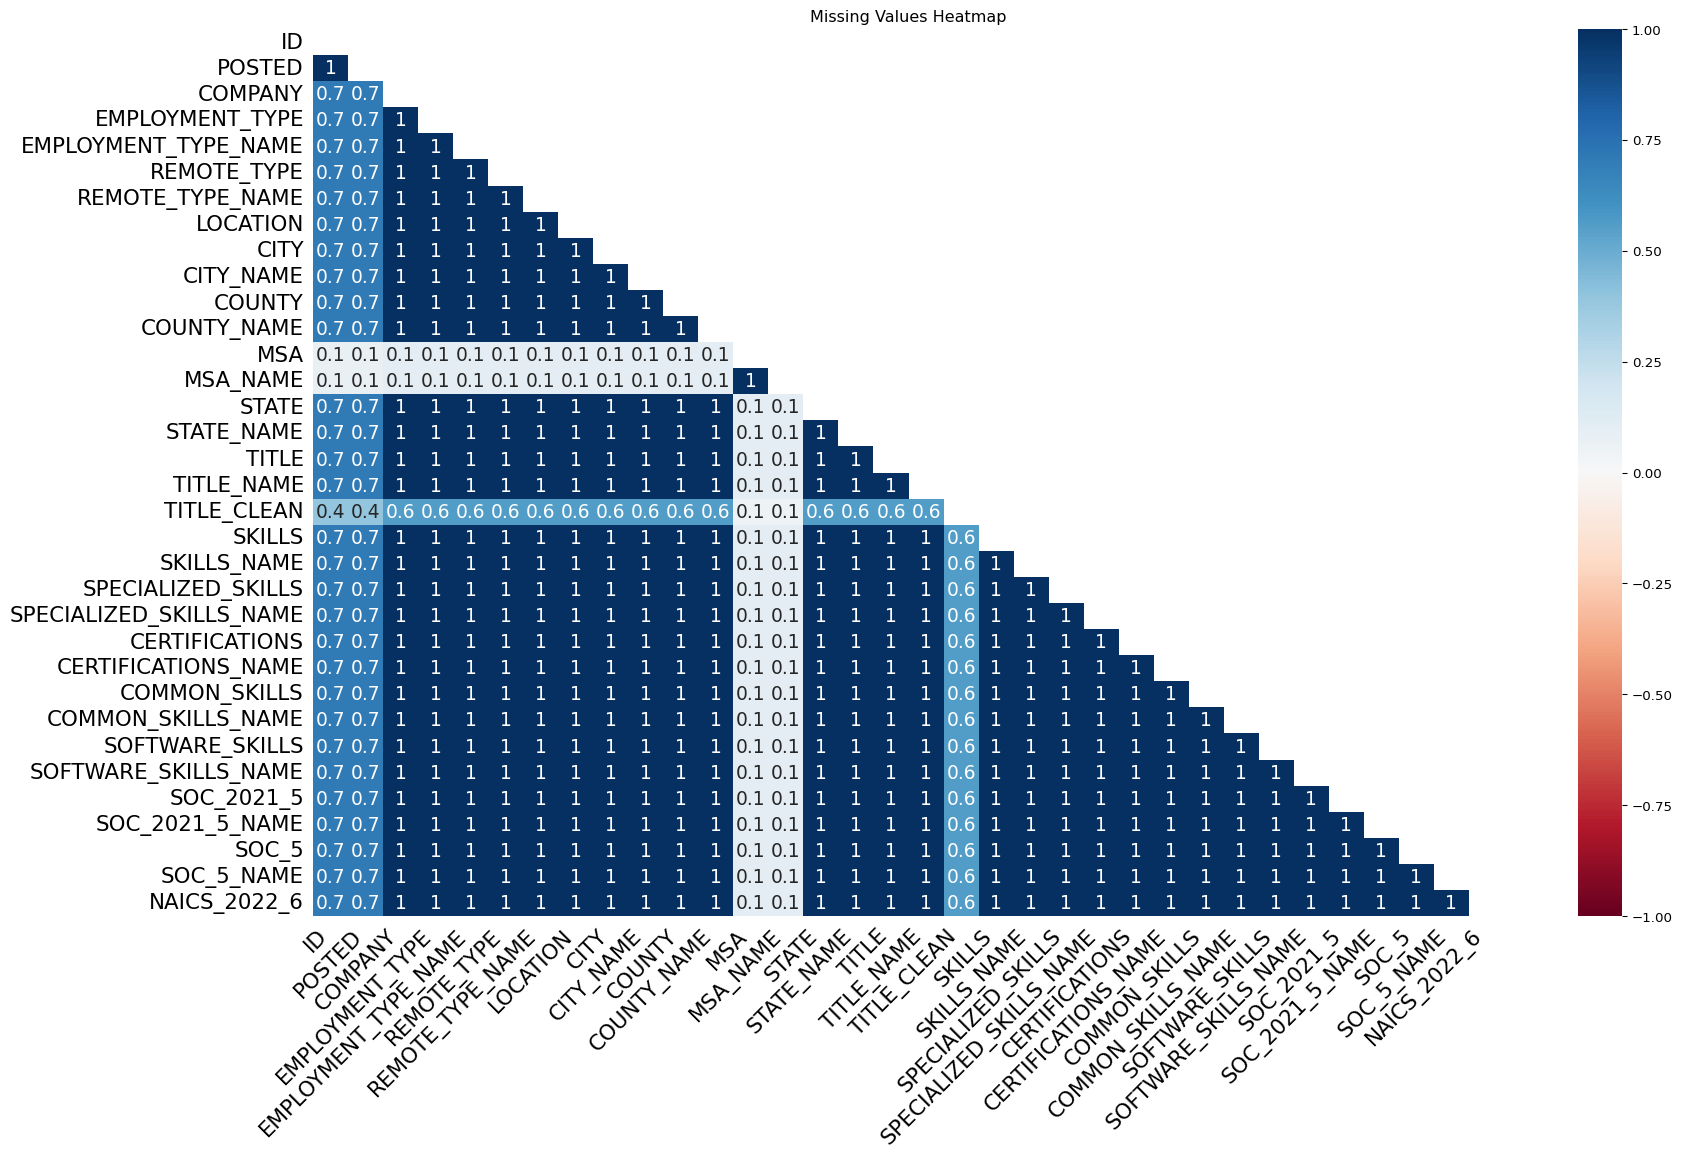 Missing Values Heatmap
ID
POSTED 1
COMPANY 0.7 0.7
EMPLOYMENT_TYPE 0.7 0.7 1
EMPLOYMENT_TYPE_NAME 0.7 0.7 1 1
REMOTE_TYPE 0.7 0.7 1 1 1
REMOTE_TYPE_NAME 0.7 0.7 1 1 1 1
LOCATION 0.7 0.7 1 1 1 1 1
CITY 0.7 0.7 1 1 1 1 1 1
CITY_NAME 0.7 0.7 1 1 1 1 1 1 1
COUNTY 0.7 0.7 1 1 1 1 1 1 1 1
COUNTY_NAME 0.7 0.7 1 1 1 1 1 1 1 1 1
MSA 0.1 0.1 0.1 0.1 0.1 0.1 0.1 0.1 0.1 0.1 0.1 0.1
MSA_NAME 0.1 0.1 0.1 0.1 0.1 0.1 0.1 0.1 0.1 0.1 0.1 0.1 1
STATE 0.7 0.7 1 1 1 1 1 1 1 1 1 1 0.1 0.1
STATE_NAME 0.7 0.7 1 1 1 1 1 1 1 1 1 1 0.1 0.1 1
TITLE 0.7 0.7 1 1 1 1 1 1 1 1 1 1 0.1 0.1 1 1
TITLE_NAME 0.7 0.7 1 1 1 1 1 1 1 1 1 1 0.1 0.1 1 1 1
TITLE_CLEAN 0.4 0.4 0.6 0.6 0.6 0.6 0.6 0.6 0.6 0.6 0.6 0.6 0.1 0.1 0.6 0.6 0.6 0.6
SKILLS 0.7 0.7 1 1 1 1 1 1 1 1 1 1 0.1 0.1 1 1 1 1 0.6
SKILLS_NAME 0.7 0.7 1 1 1 1 1 1 1 1 1 1 0.1 0.1 1 1 1 1 0.6 1
SPECIALIZED_SKILLS 0.7 0.7 1 1 1 1 1 1 1 1 1 1 0.1 0.1 1 1 1 1 0.6 1 1
SPECIALIZED_SKILLS_NAME 0.7 0.7 1 1 1 1 1 1 1 1 1 1 0.1 0.1 1 1 1 1 0.6 1 1 1
CERTIFICATIONS 0.7 0.7 1 1 1 1 1 1 1 1 1 1 0.1 0.1 1 1 1 1 0.6 1 1 1 1
CERTIFICATIONS_NAME 0.7 0.7 1 1 1 1 1 1 1 1 1 1 0.1 0.1 1 1 1 1 0.6 1 1 1 1 1
COMMON_SKILLS 0.7 0.7 1 1 1 1 1 1 1 1 1 1 0.1 0.1 1 1 1 1 0.6 1 1 1 1 1 1
COMMON_SKILLS_NAME 0.7 0.7 1 1 1 1 1 1 1 1 1 1 0.1 0.1 1 1 1 1 0.6 1 1 1 1 1 1 1
SOFTWARE_SKILLS 0.7 0.7 1 1 1 1 1 1 1 1 1 1 0.1 0.1 1 1 1 1 0.6 1 1 1 1 1 1 1 1
SOFTWARE_SKILLS_NAME 0.7 0.7 1 1 1 1 1 1 1 1 1 1 0.1 0.1 1 1 1 1 0.6 1 1 1 1 1 1 1 1 1
SOC_2021_5 0.7 0.7 1 1 1 1 1 1 1 1 1 1 0.1 0.1 1 1 1 1 0.6 1 1 1 1 1 1 1 1 1 1
SOC_2021_5_NAME 0.7 0.7 1 1 1 1 1 1 1 1 1 1 0.1 0.1 1 1 1 1 0.6 1 1 1 1 1 1 1 1 1 1 1
SOC_5 0.7 0.7 1 1 1 1 1 1 1 1 1 1 0.1 0.1 1 1 1 1 0.6 1 1 1 1 1 1 1 1 1 1 1 1
SOC_5_NAME 0.7 0.7 1 1 1 1 1 1 1 1 1 1 0.1 0.1 1 1 1 1 0.6 1 1 1 1 1 1 1 1 1 1 1 1 1
NAICS_2022_6 0.7 0.7 1 1 1 1 1 1 1 1 1 1 0.1 0.1 1 1 1 1 0.6 1 1 1 1 1 1 1 1 1 1 1 1 1 1
ID
POSTED
COMPANY
EMPLOYMENT_TYPE
EMPLOYMENT_TYPE_NAME
REMOTE_TYPE
REMOTE_TYPE_NAME
LOCATION
CITY
CITY_NAME
COUNTY
COUNTY_NAME
MSA
MSA_NAME
STATE
STATE_NAME
TITLE
TITLE_NAME
TITLE_CLEAN
SKILLS
SKILLS_NAME
SPECIALIZED_SKILLS
SPECIALIZED_SKILLS_NAME
CERTIFICATIONS
CERTIFICATIONS_NAME
COMMON_SKILLS
COMMON_SKILLS_NAME
SOFTWARE_SKILLS
SOFTWARE_SKILLS_NAME
SOC_2021_5
SOC_2021_5_NAME
SOC_5
SOC_5_NAME
NAICS_2022_6
1.00
0.75
0.50
0.25
0.00
−0.25
−0.50
−0.75
−1.00